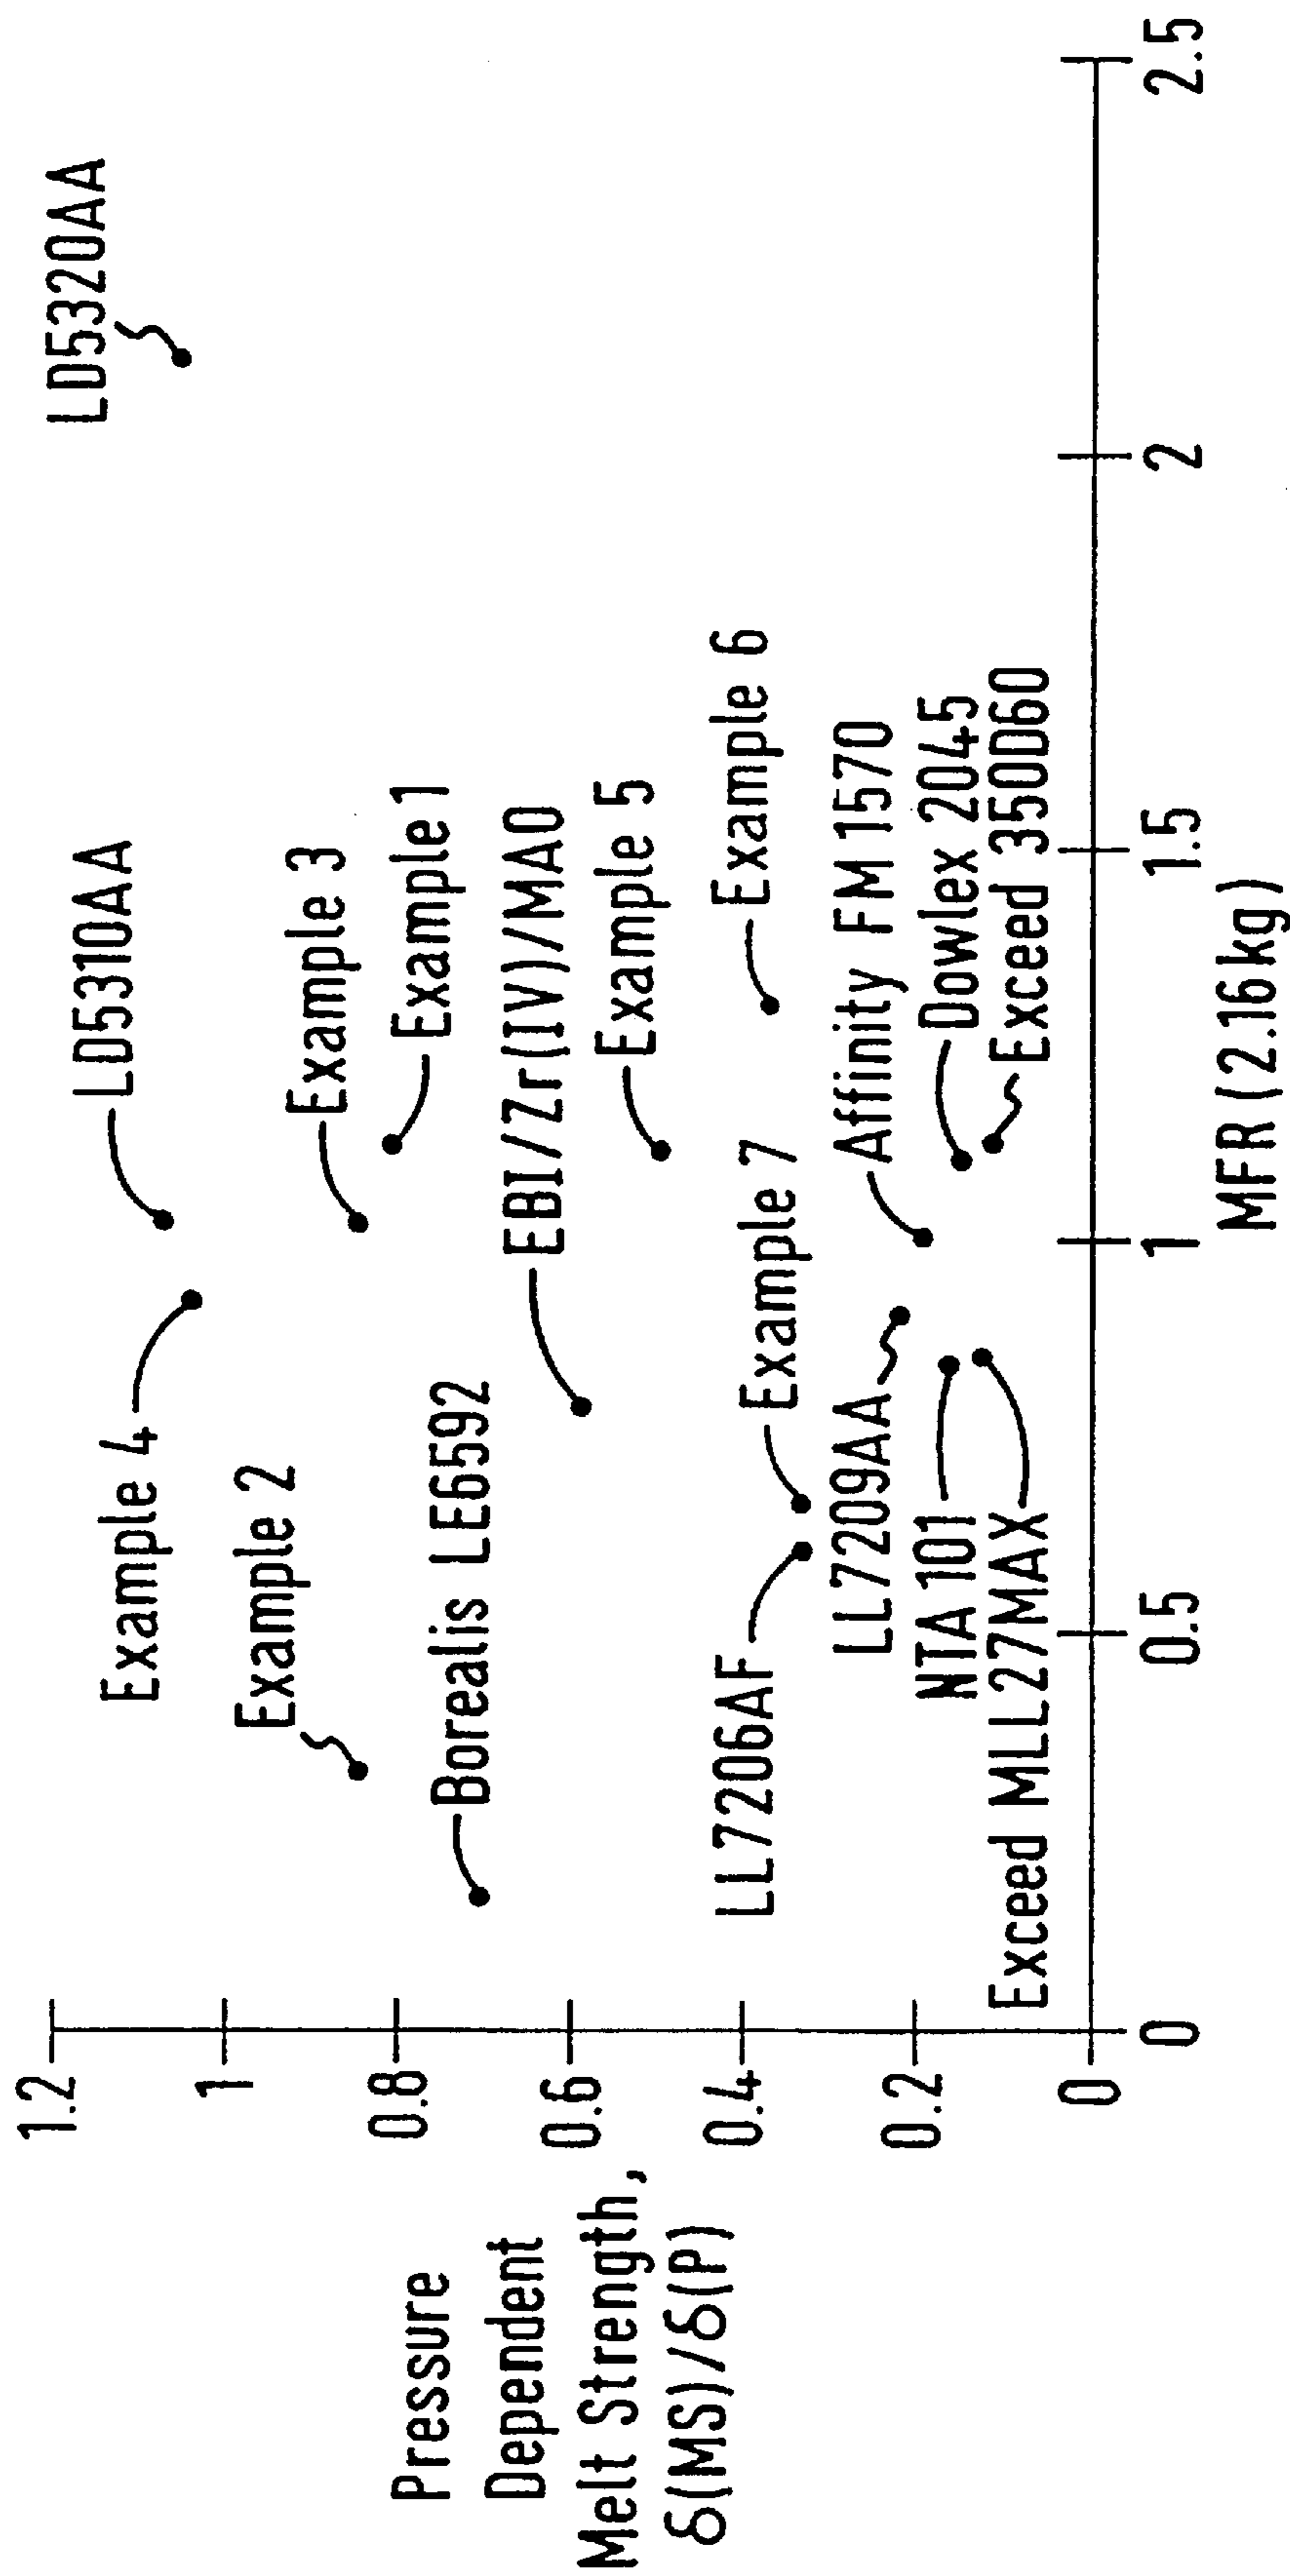 Pressure
Dependent
Melt Strength,
δ(MS)/δ(P)
1.2
1
0.8
0.6
0.4
0.2
0
LD5320AA
LD5310AA
Example 4
Example 3
Example 2
Example 1
Borealis LE6592
EBI/Zr(IV)/MAO
Example 5
Example 6
LL7206AF
Example 7
Affinity FM 1570
LL7209AA
Dowlex 2045
NTA 101
Exceed 350D60
Exceed MLL27MAX
0
0.5
1
1.5
2
2.5
MFR (2.16 kg)